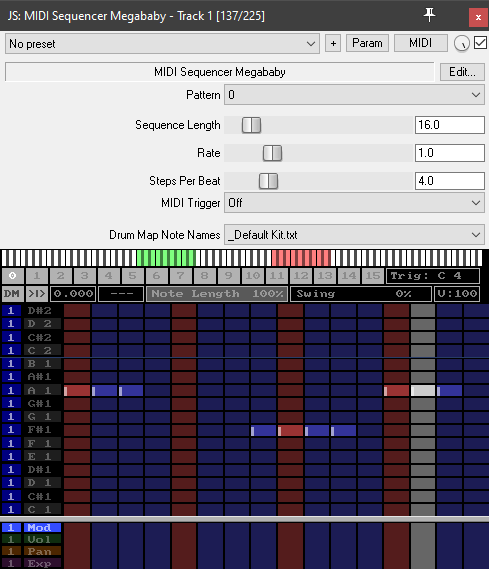 JS: MIDI Sequencer Megababy - Track 1 [137/225] x
No preset + Param MIDI
MIDI Sequencer Megababy Edit...
Pattern 0
Sequence Length 16.0
Rate 1.0
Steps Per Beat 4.0
MIDI Trigger Off
Drum Map Note Names _Default Kit.txt
0 1 2 3 4 5 6 7 8 9 10 11 12 13 14 15 Trig: C 4
DM >|> 0.000 --- Note Length 100% Swing 0% V:100
1 D#2
1 D 2
1 C#2
1 C 2
1 B 1
1 A#1
1 A 1
1 G#1
1 G 1
1 F#1
1 F 1
1 E 1
1 D#1
1 D 1
1 C#1
1 C 1
1 Mod
1 Vol
1 Pan
1 Exp